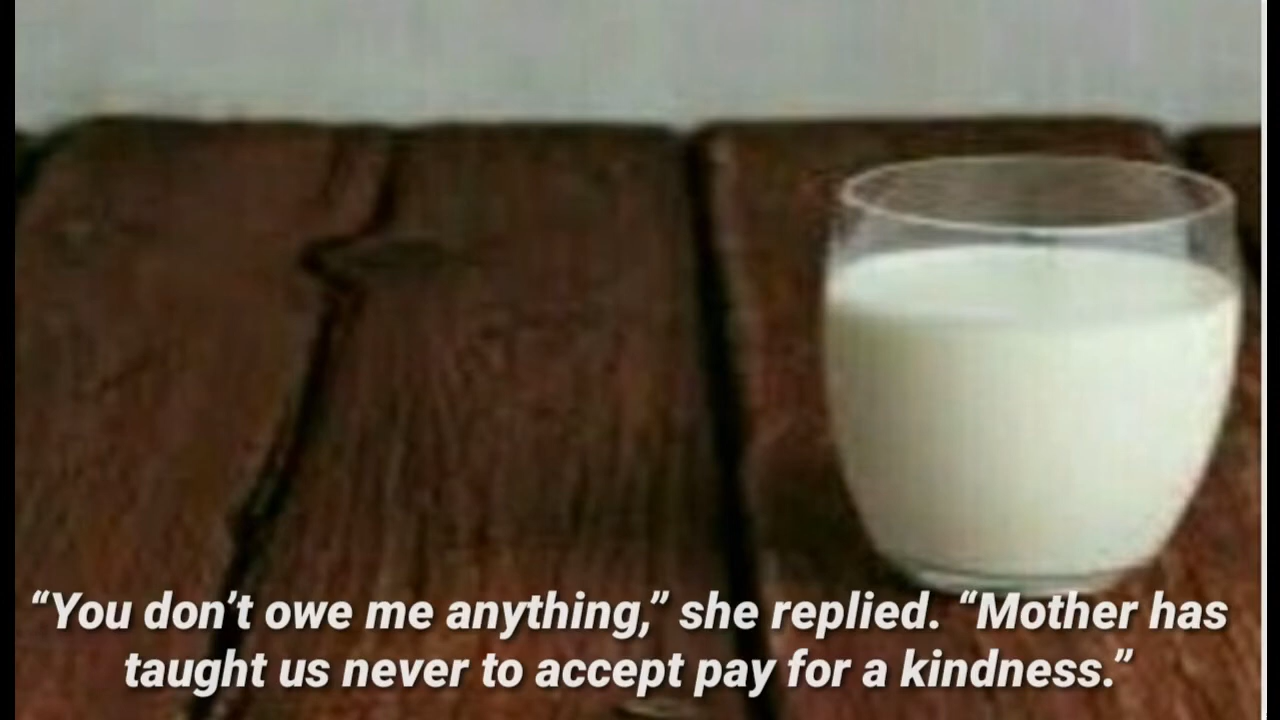 “You don’t owe me anything,” she replied. “Mother has
taught us never to accept pay for a kindness.”